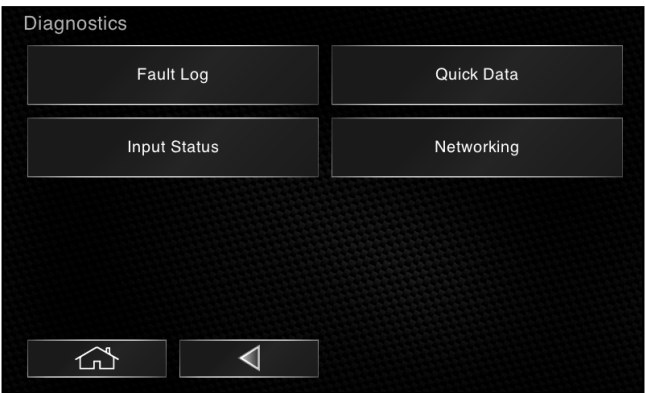 Diagnostics
Fault Log
Quick Data
Input Status
Networking